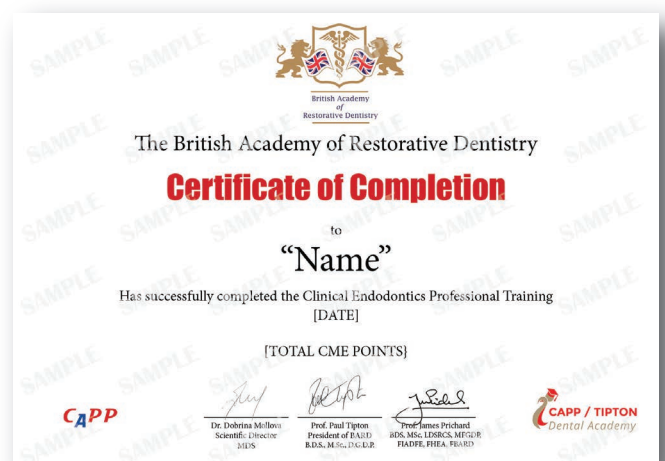 British Academy
of
Restorative Dentistry
The British Academy of Restorative Dentistry
Certificate of Completion
to
“Name”
Has successfully completed the Clinical Endodontics Professional Training
[DATE]
[TOTAL CME POINTS}
Dr. Dobrina Mollova
Scientific Director
MDS
Prof. Paul Tipton
President of BARD
B.D.S., M.Sc., D.G.D.P.
Prof. James Prichard
BDS, MSc, LDSRCS, MFGDP,
FIADFE, FHEA, FBARD
CAPP
CAPP / TIPTON
Dental Academy
SAMPLE